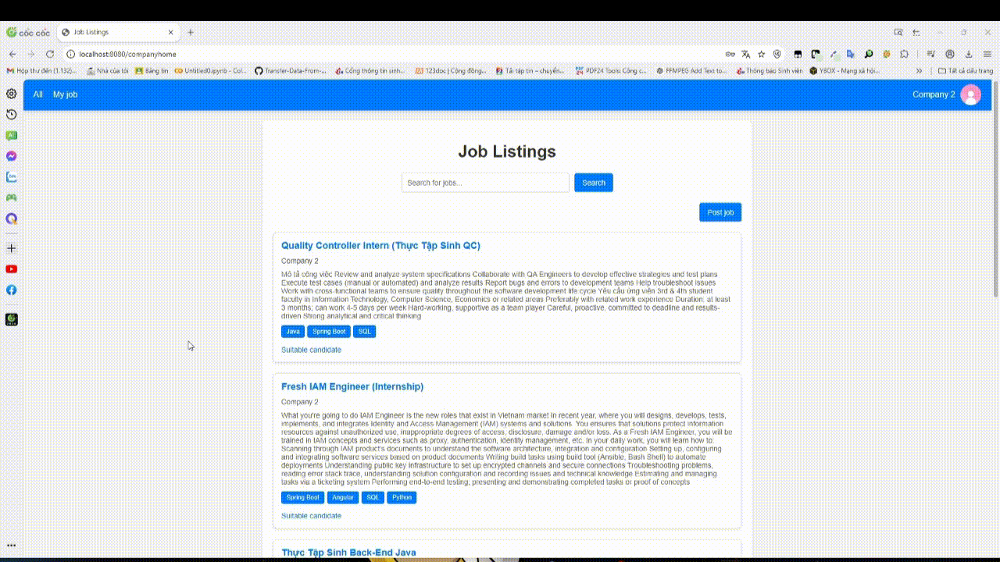 cốc cốc
Job Listings
localhost:8080/companyhome
Hộp thư đến (1.132)...
Nhà của tôi
Bảng tin
Untitled0.ipynb - Col...
Transfer-Data-From-...
Cổng thông tin sinh...
123doc | Cộng đồng...
Tải tập tin – chuyển...
PDF24 Tools: Công c...
FFMPEG Add Text to...
Thông báo Sinh viên
YBOX - Mạng xã hội...
Tất cả dấu trang
All
My job
Company 2
Job Listings
Search for jobs...
Search
Post job
Quality Controller Intern (Thực Tập Sinh QC)
Company 2
Mô tả công việc Review and analyze system specifications Collaborate with QA Engineers to develop effective strategies and test plans
Execute test cases (manual or automated) and analyze results Report bugs and errors to development teams Help troubleshoot issues
Work with cross-functional teams to ensure quality throughout the software development life cycle Yêu cầu ứng viên 3rd & 4th student
faculty in Information Technology, Computer Science, Economics or related areas Preferably with related work experience Duration: at least
3 months; can work 4-5 days per week Hard-working, supportive as a team player Careful, proactive, committed to deadline and results-
driven Strong analytical and critical thinking
Java
Spring Boot
SQL
Suitable candidate
Fresh IAM Engineer (Internship)
Company 2
What you're going to do IAM Engineer is the new roles that exist in Vietnam market in recent year, where you will designs, develops, tests,
implements, and integrates Identity and Access Management (IAM) systems and solutions. You ensures that solutions protect information
resources against unauthorized use, inappropriate degrees of access, disclosure, damage and/or loss. As a Fresh IAM Engineer, you will be
trained in IAM concepts and services such as proxy, authentication, identity management, etc. In your daily work, you will learn how to:
Scanning through IAM product's documents to understand the software architecture, integration and configuration Setting up, configuring
and integrating software services based on product documents Writing build tasks using build tool (Ansible, Bash Shell) to automate
deployments Understanding public key infrastructure to set up encrypted channels and secure connections Troubleshooting problems,
reading error stack trace, understanding solution configuration and recording issues and technical knowledge Estimating and managing
tasks via a ticketing system Performing end-to-end testing; presenting and demonstrating completed tasks or proof of concepts
Spring Boot
Angular
SQL
Python
Suitable candidate
Thực Tập Sinh Back-End Java